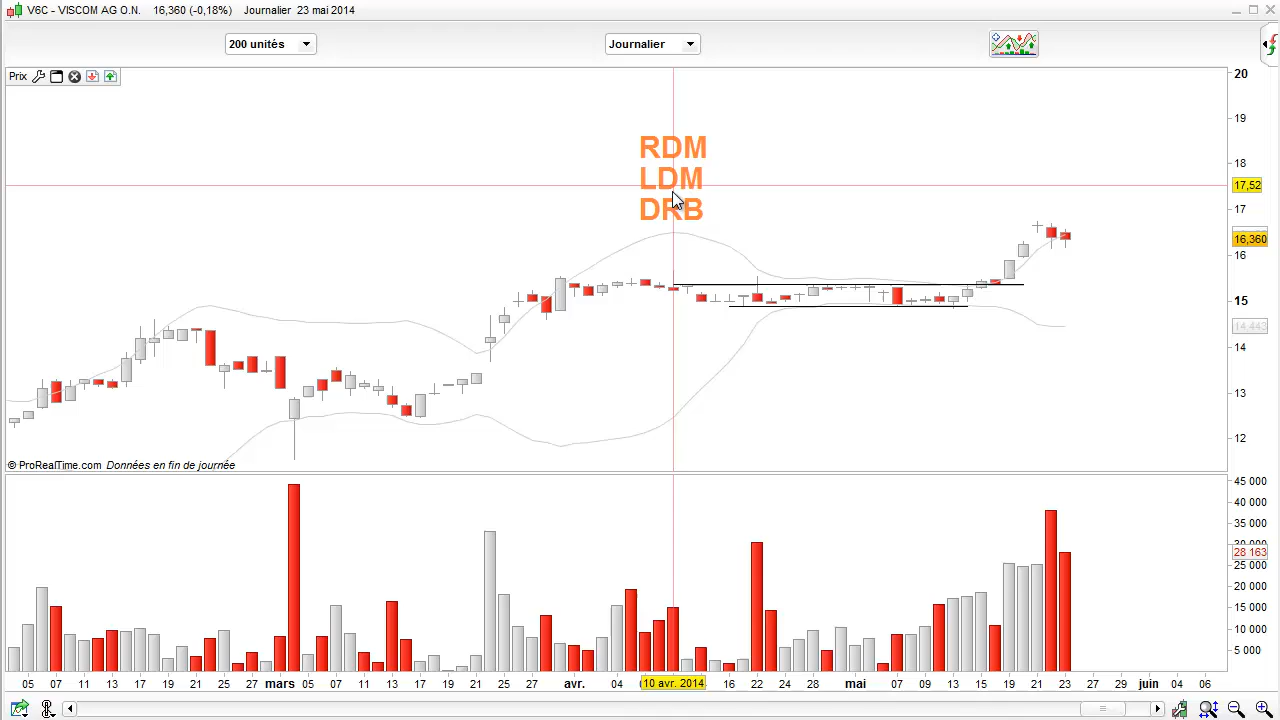 V6C - VISCOM AG O.N. 16,360 (-0,18%) Journalier 23 mai 2014
200 unités Journalier
Prix
20
19
18
17,52
17
16,360
16
15
14 443
14
13
12
RDM
LDM
DRB
© ProRealTime.com Données en fin de journée
45 000
40 000
35 000
30 000
28 163
25 000
20 000
15 000
10 000
5 000
05 07 11 13 17 19 21 25 27 mars 05 07 11 13 17 19 21 25 27 avr. 04 10 avr. 2014 16 22 24 28 mai 07 09 13 15 19 21 23 27 29 juin 04 06